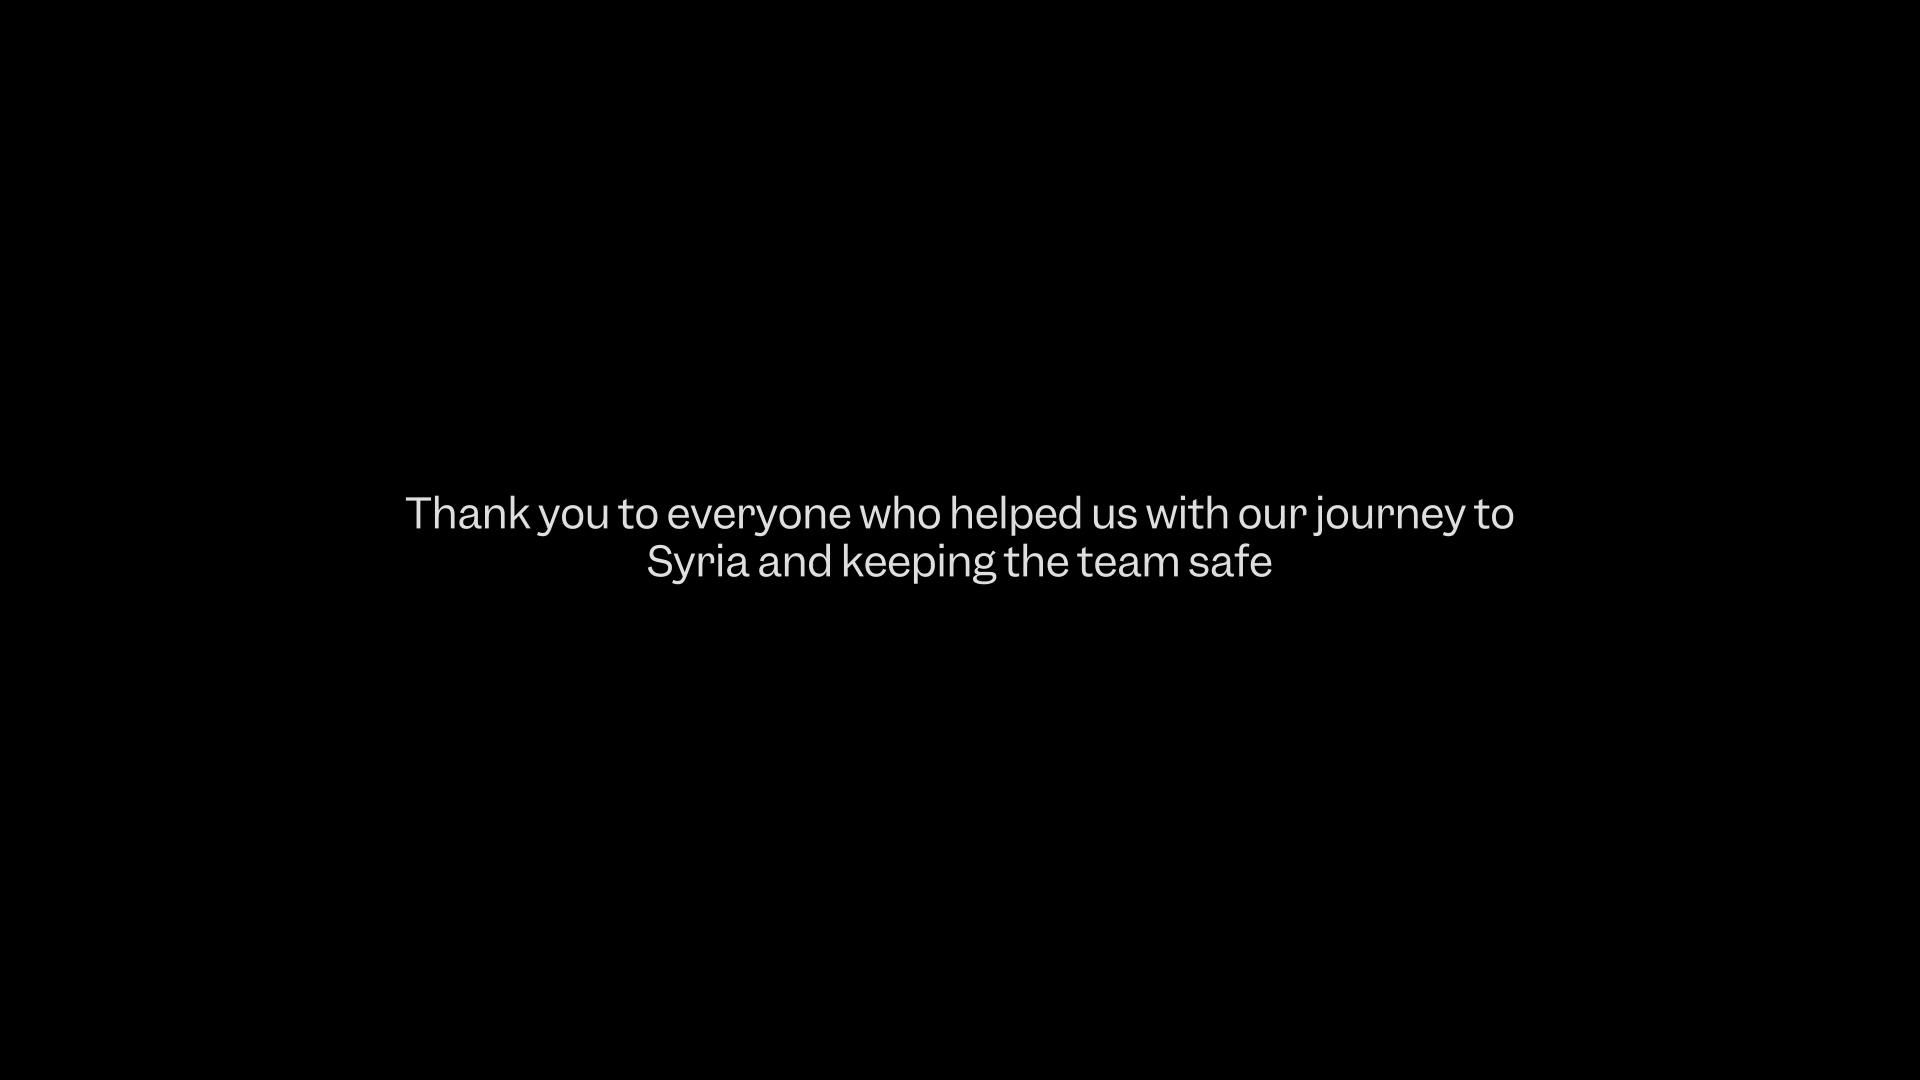 Thank you to everyone who helped us with our journey to
Syria and keeping the team safe